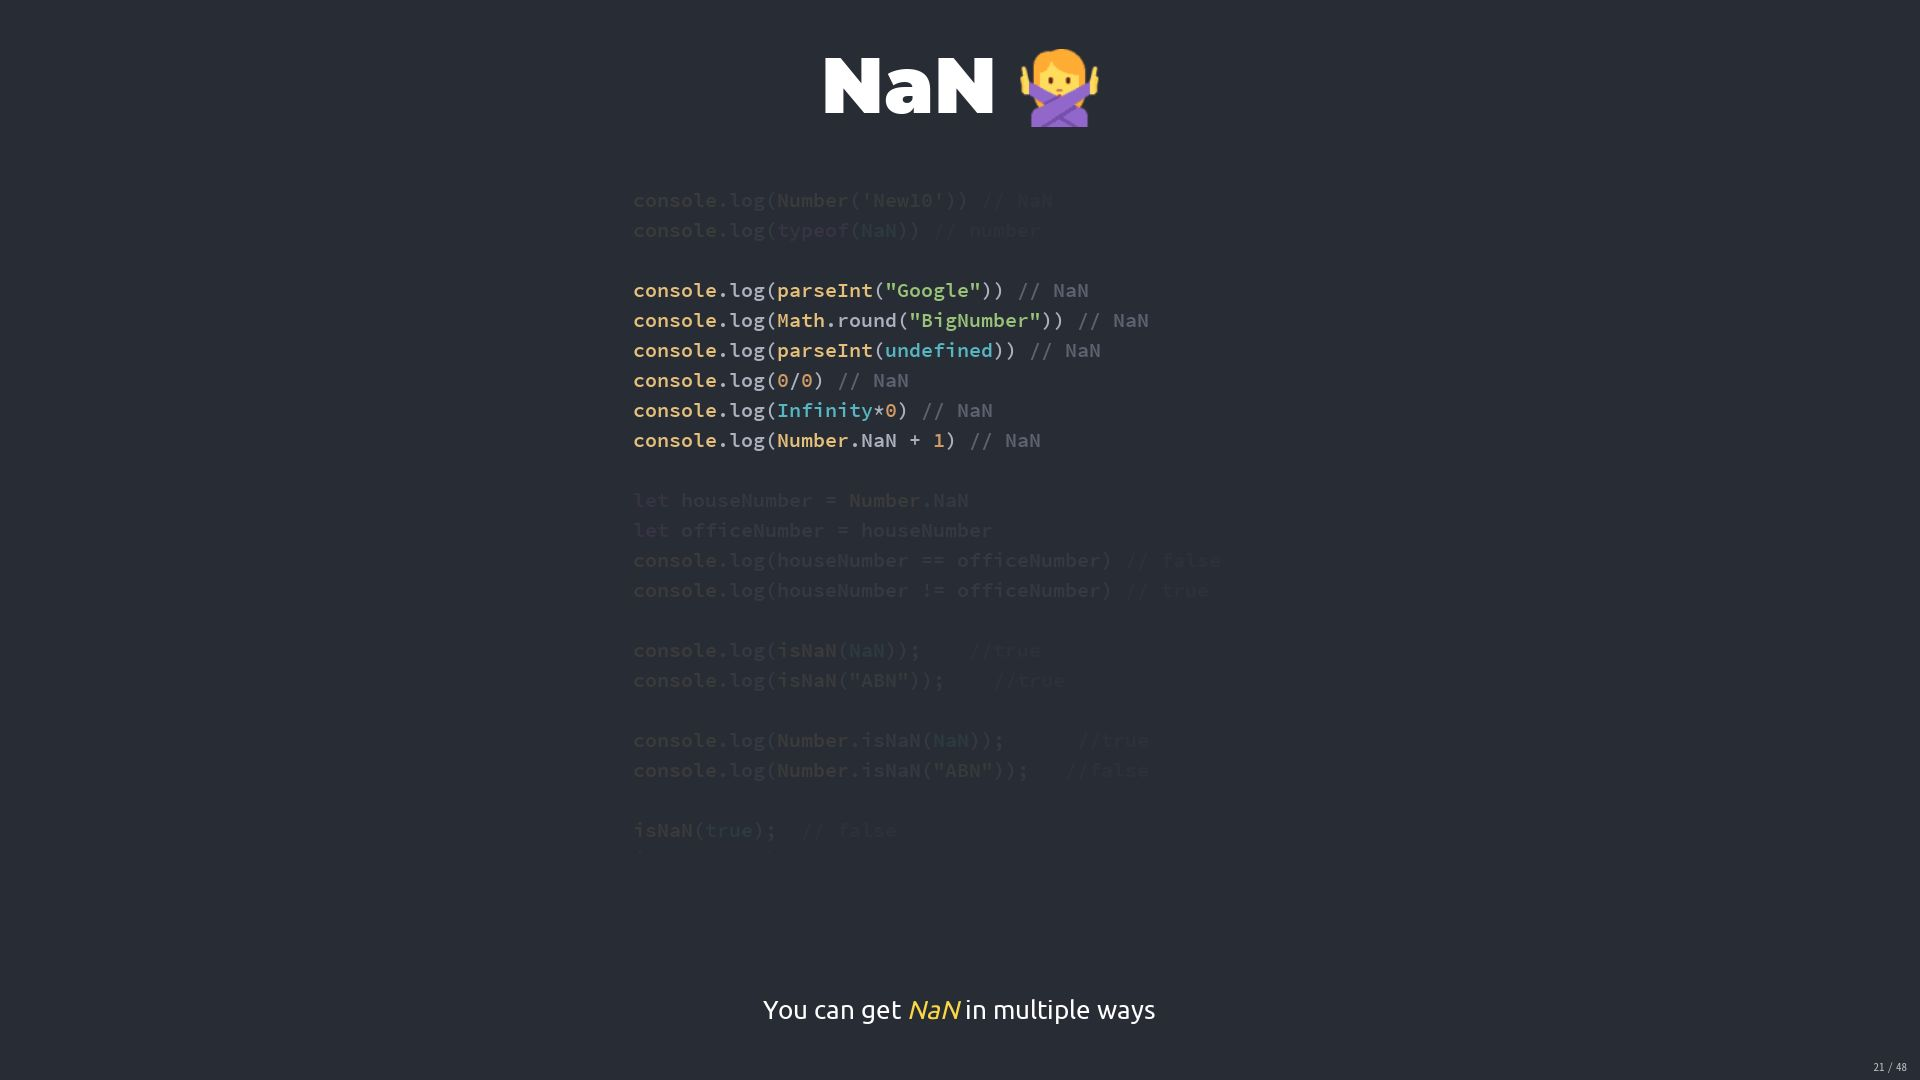 NaN
console.log(Number('New10')) // NaN
console.log(typeof(NaN)) // number
console.log(parseInt("Google")) // NaN
console.log(Math.round("BigNumber")) // NaN
console.log(parseInt(undefined)) // NaN
console.log(0/0) // NaN
console.log(Infinity*0) // NaN
console.log(Number.NaN + 1) // NaN
let houseNumber = Number.NaN
let officeNumber = houseNumber
console.log(houseNumber == officeNumber) // false
console.log(houseNumber != officeNumber) // true
console.log(isNaN(NaN));    //true
console.log(isNaN("ABN"));    //true
console.log(Number.isNaN(NaN));      //true
console.log(Number.isNaN("ABN"));   //false
isNaN(true);  // false
You can get NaN in multiple ways
21 / 48